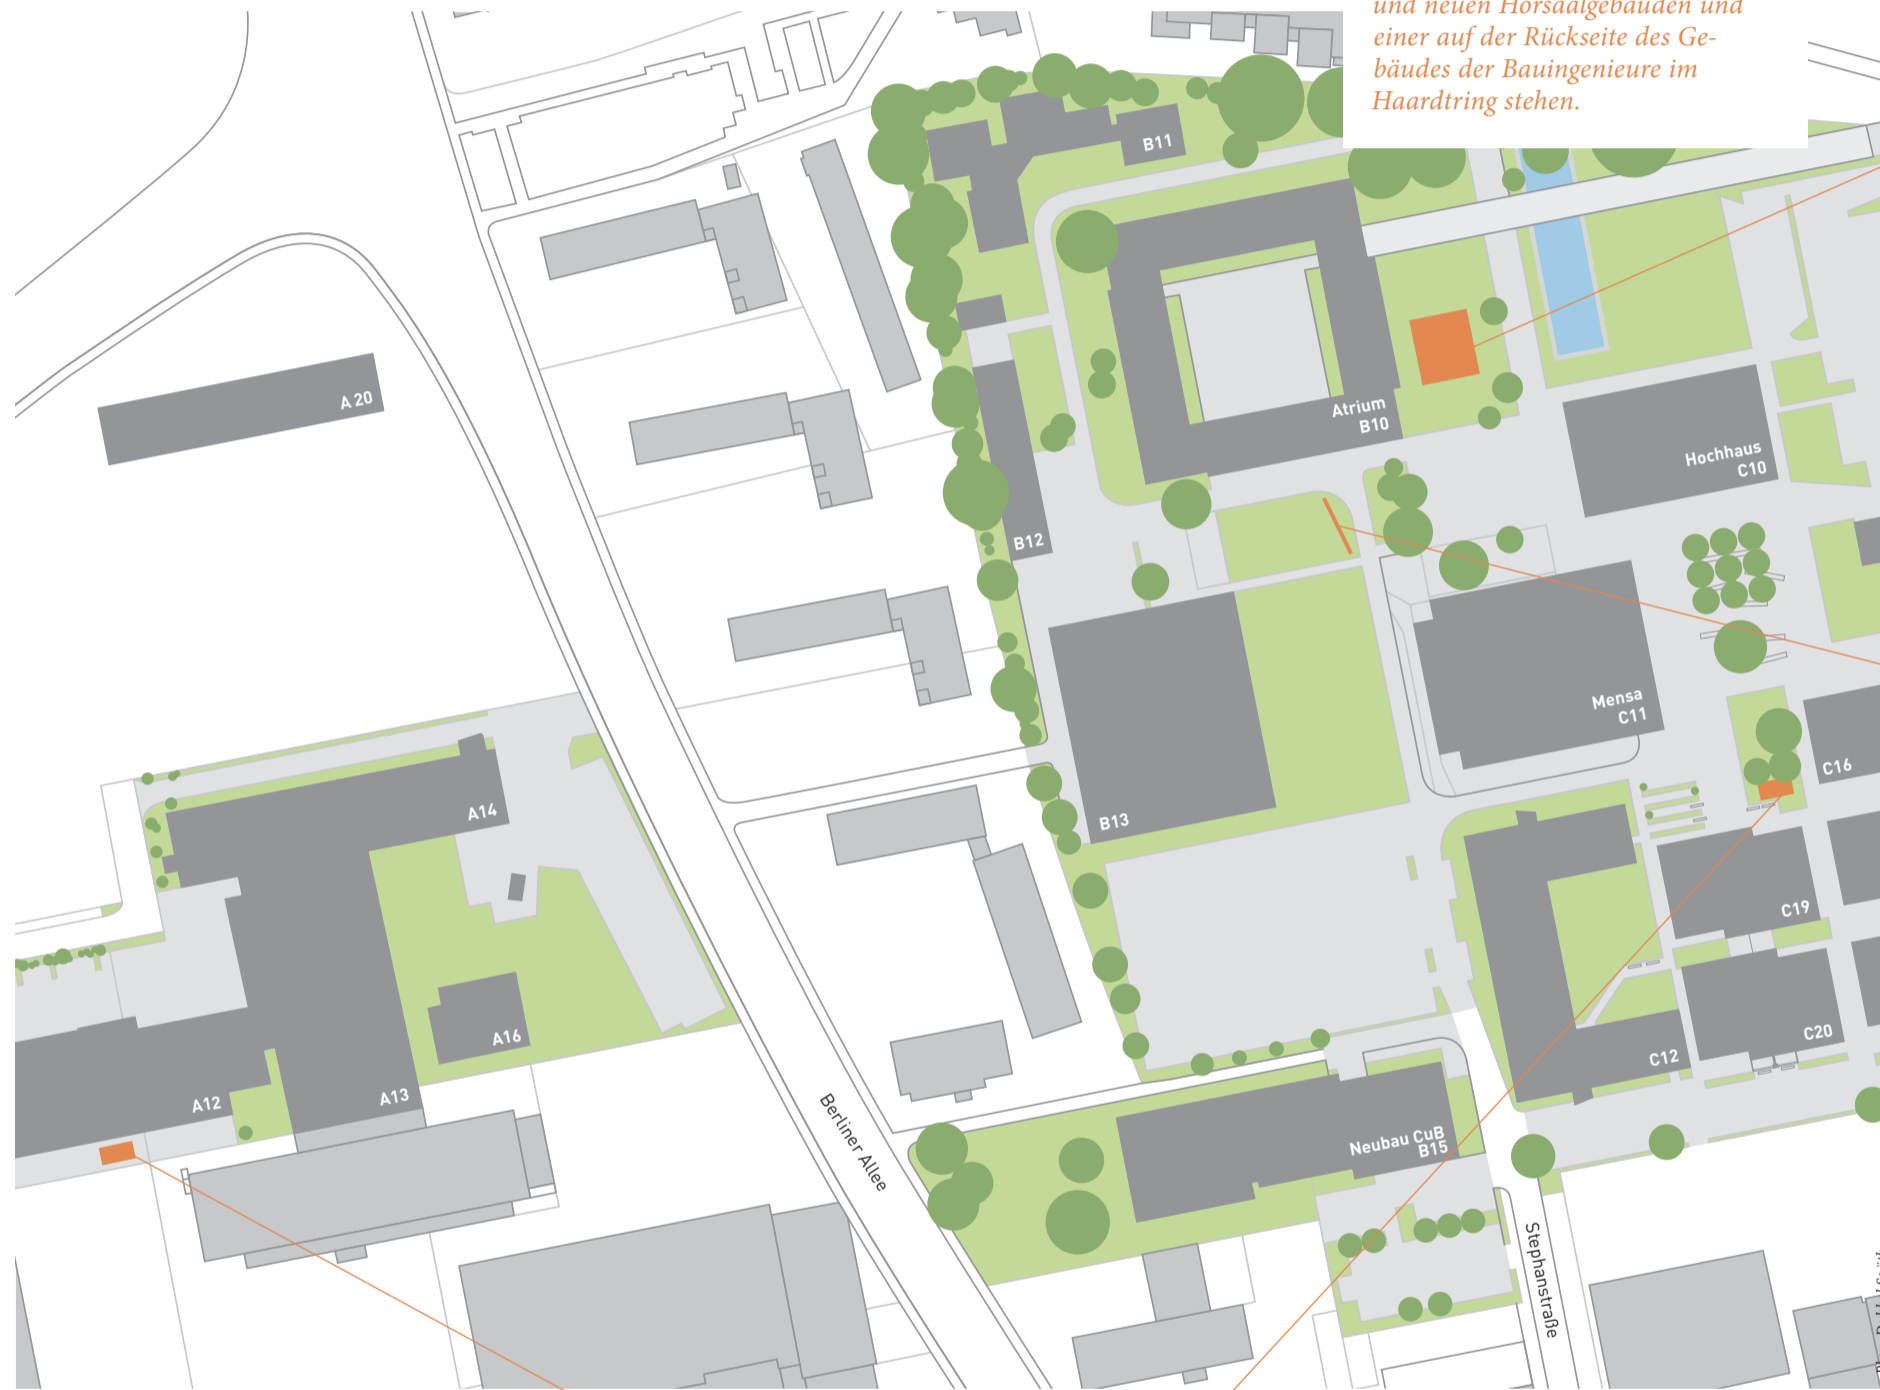 und neuen Hörsaalgebäuden und
einer auf der Rückseite des Ge-
bäudes der Bauingenieure im
Haardtring stehen.
B11
A 20
Atrium
B10
Hochhaus
C10
B12
Mensa
C11
C16
A14
B13
C19
A16
C20
C12
A13
A12
Berliner Allee
Neubau CuB
B15
Stephanstraße